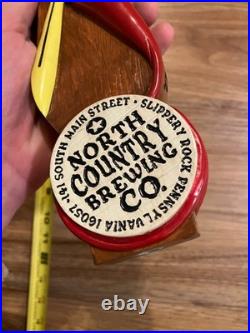 141 SOUTH MAIN STREET • SLIPPERY ROCK PENNSYLVANIA 16057 •
NORTH
COUNTRY
BREWING
CO.